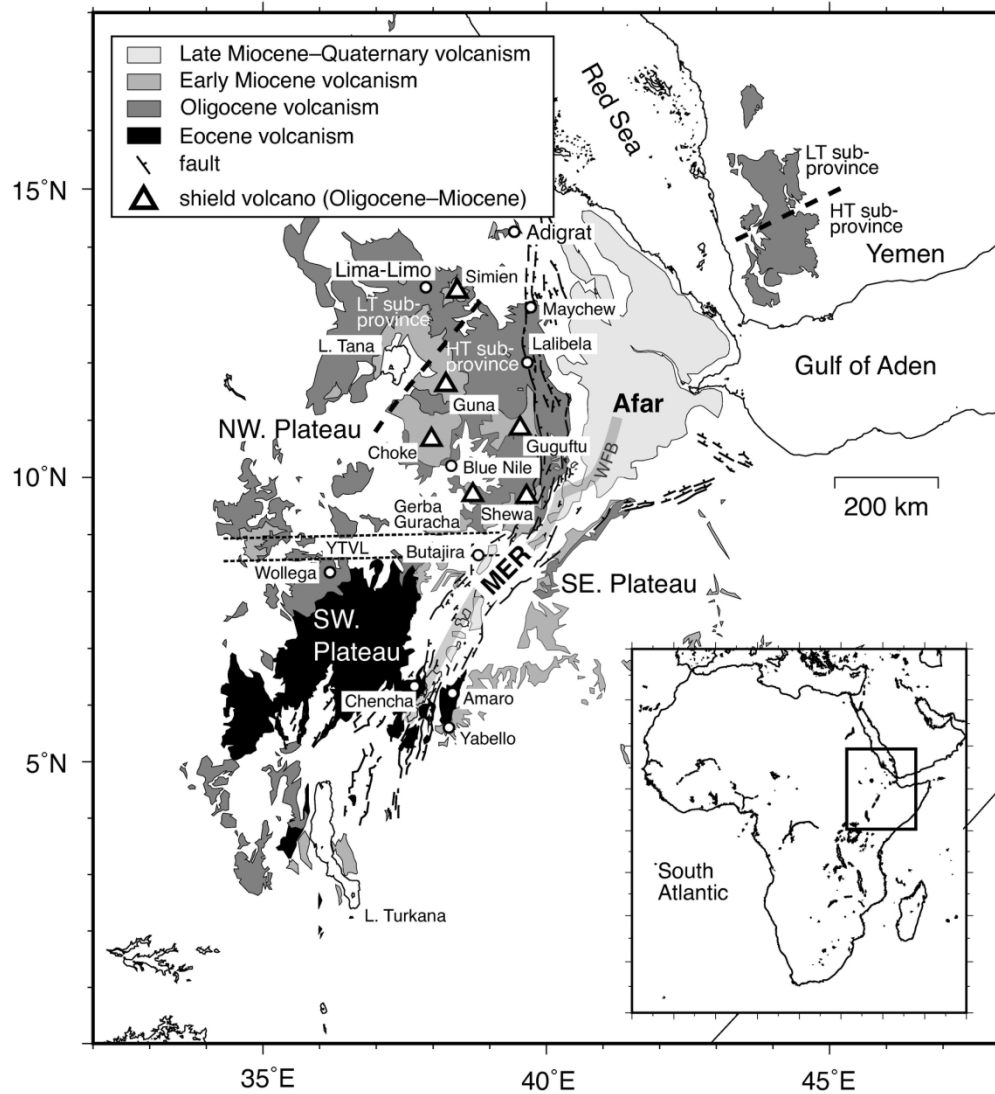 Late Miocene–Quaternary volcanism
Early Miocene volcanism
Oligocene volcanism
Eocene volcanism
fault
shield volcano (Oligocene–Miocene)
Red Sea
15˚N
LT sub-
province
HT sub-
province
Yemen
Adigrat
Lima-Limo
Simien
LT sub-
province
Maychew
L. Tana
HT sub-
province
Lalibela
Gulf of Aden
Guna
Afar
NW. Plateau
Choke
Guguftu
WFB
10˚N
Blue Nile
200 km
Gerba
Guracha
Shewa
YTVL
Butajira
MER
Wollega
SE. Plateau
SW.
Plateau
Chencha
Amaro
Yabello
5˚N
South
Atlantic
L. Turkana
35˚E
40˚E
45˚E